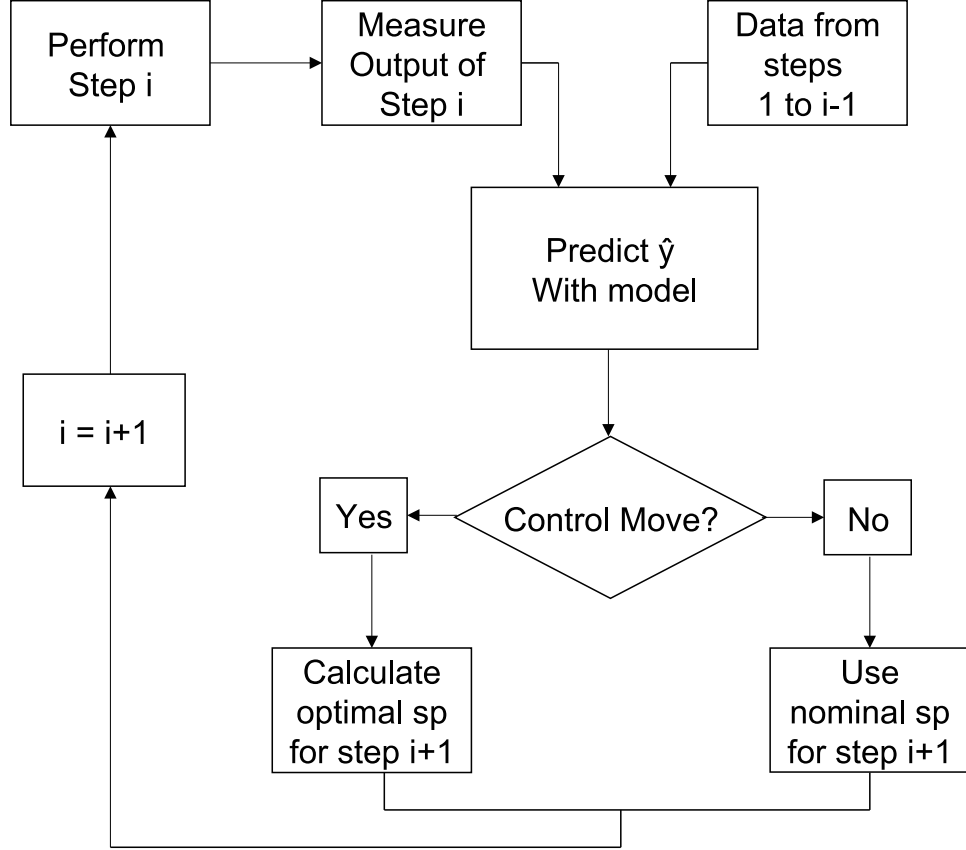 Perform
Step i
Measure
Output of
Step i
Data from
steps
1 to i-1
Predict ŷ
With model
i = i+1
Yes
Control Move?
No
Calculate
optimal sp
for step i+1
Use
nominal sp
for step i+1